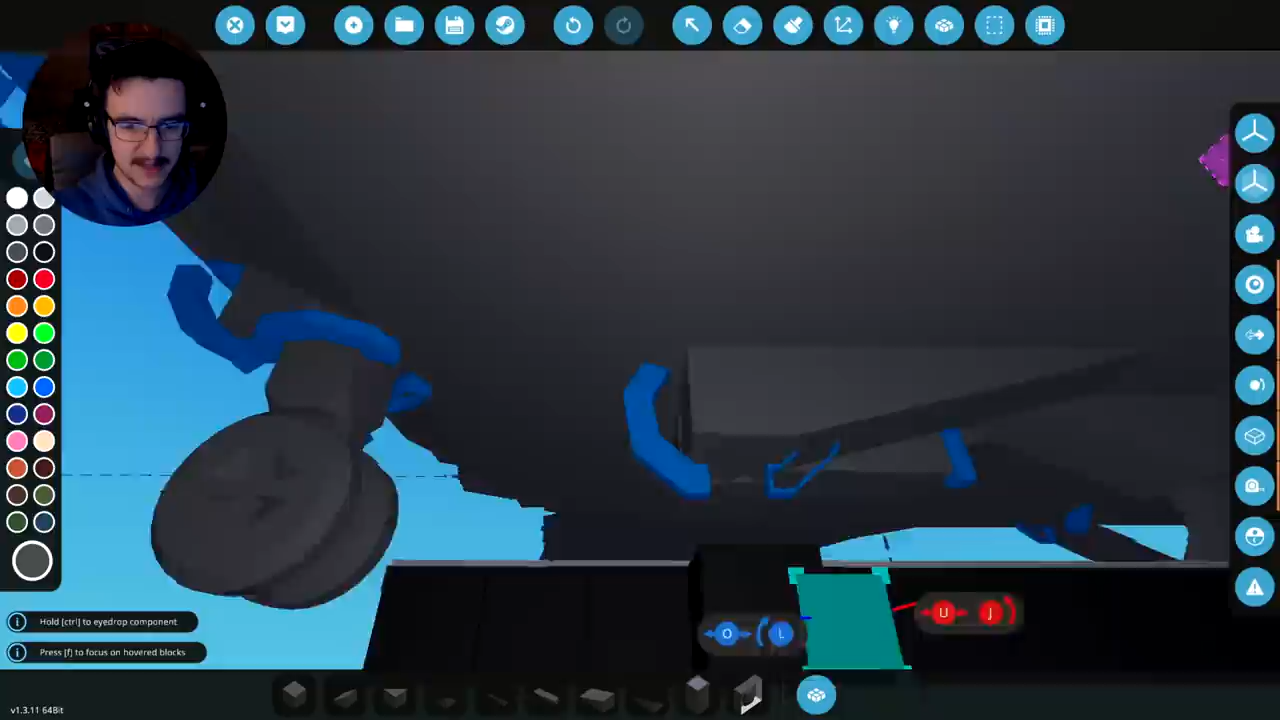 O L
U J
Hold [ctrl] to eyedrop component
Press [f] to focus on hovered blocks
v1.3.11 64Bit